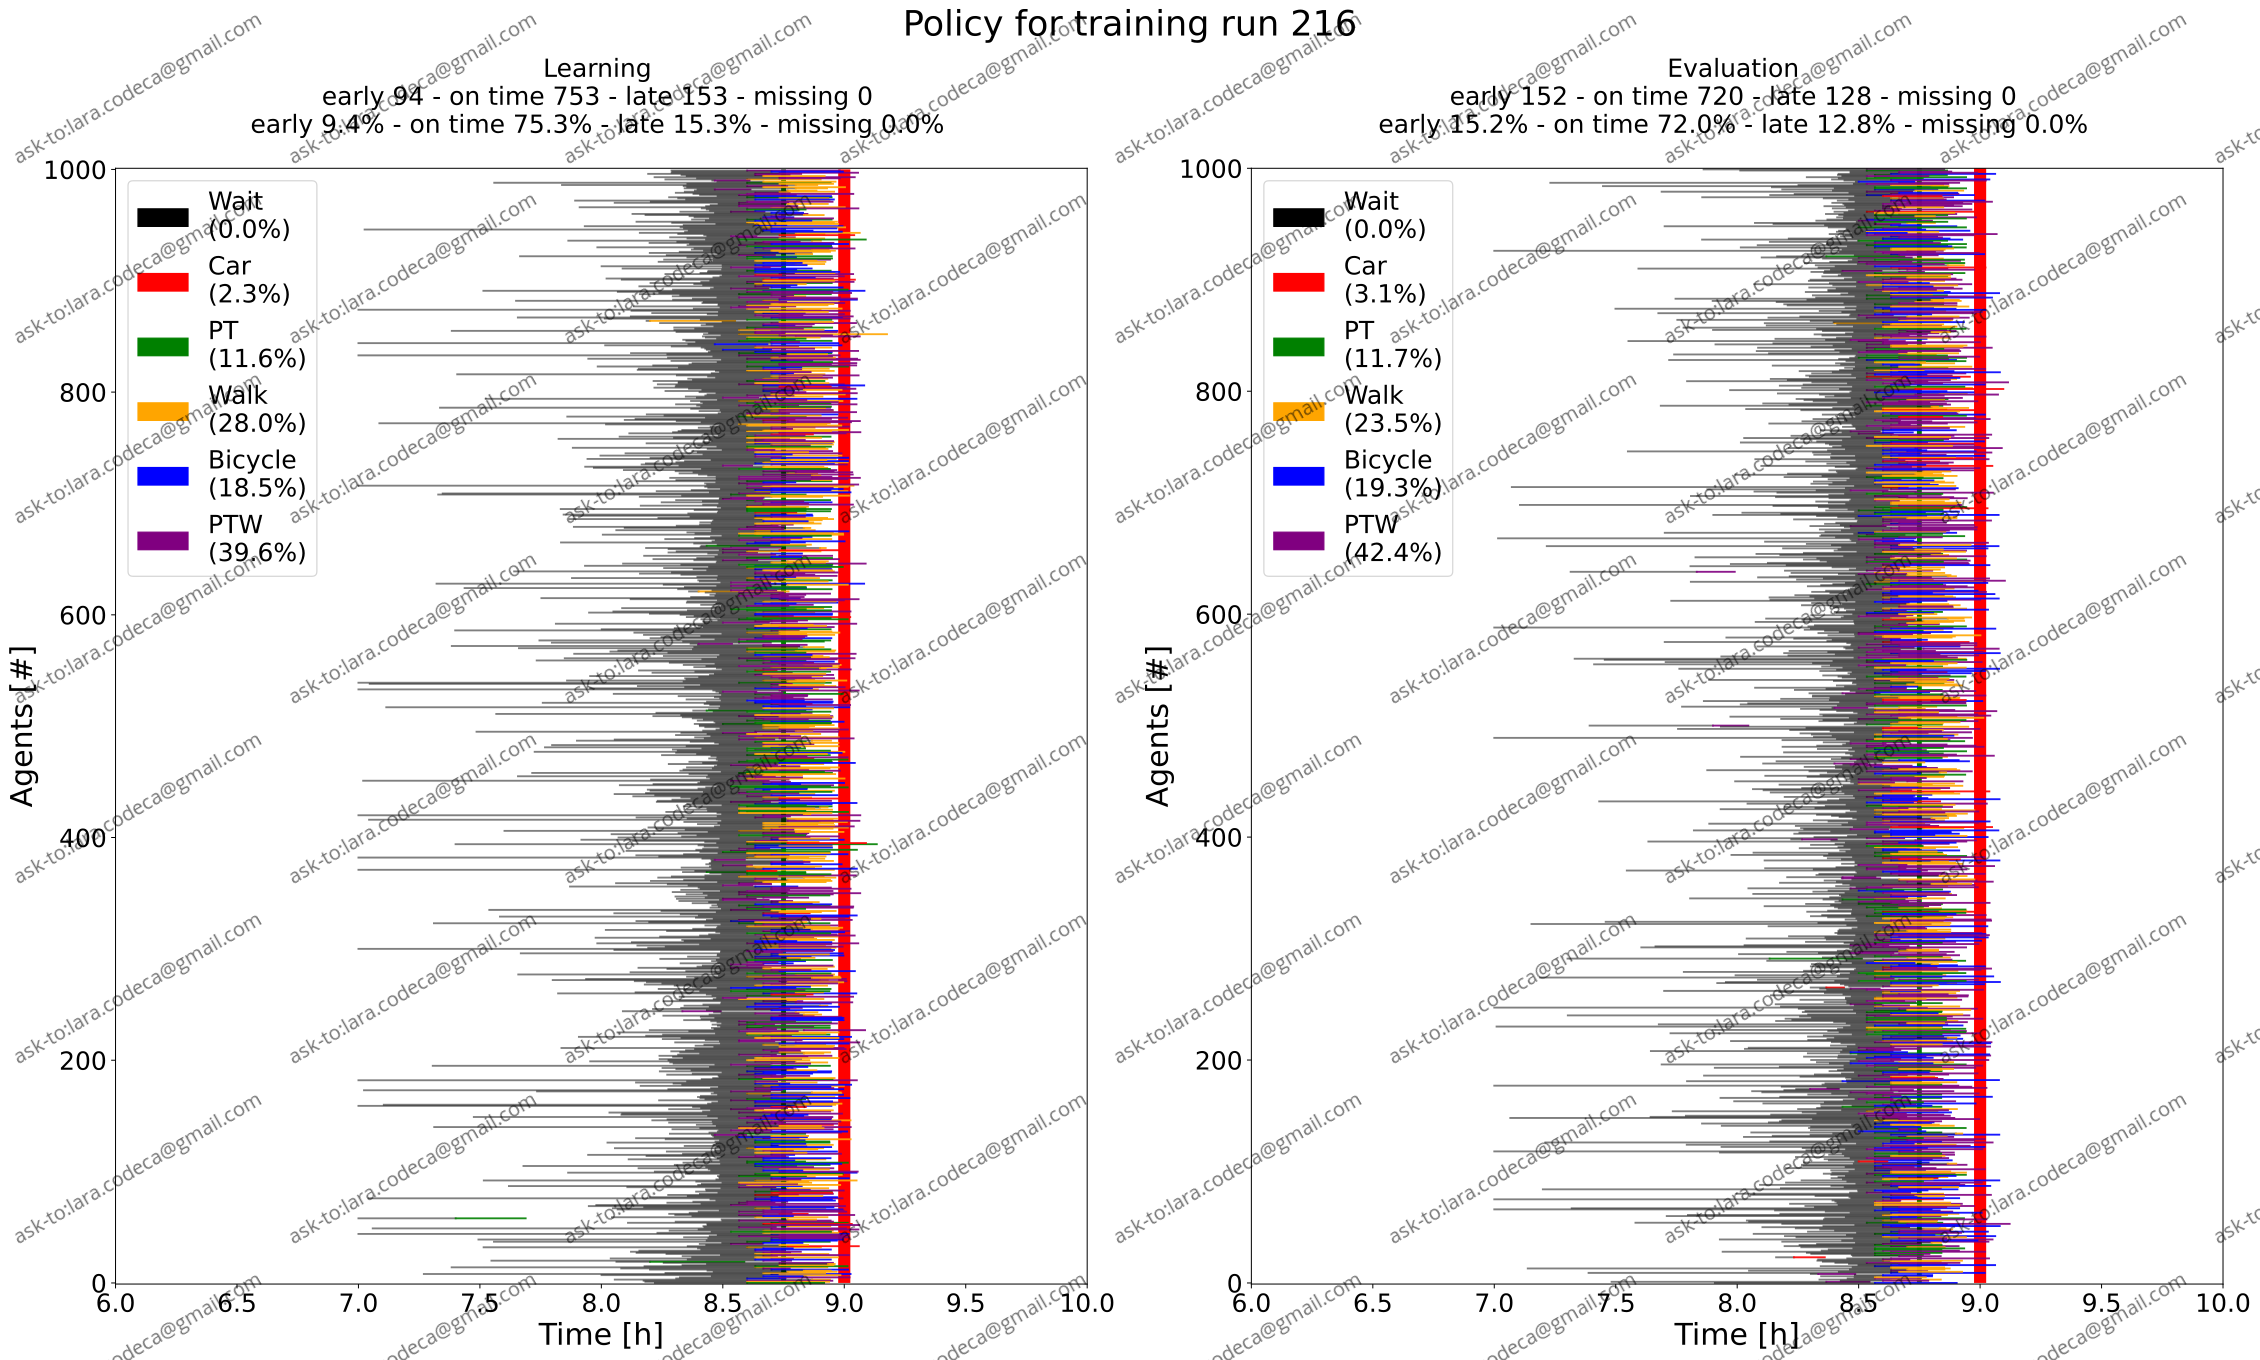 Policy for training run 216
Learning
early 94 - on time 753 - late 153 - missing 0
early 9.4% - on time 75.3% - late 15.3% - missing 0.0%
1000
800
600
400
200
0
Agents [#]
Wait
(0.0%)
Car
(2.3%)
PT
(11.6%)
Walk
(28.0%)
Bicycle
(18.5%)
PTW
(39.6%)
6.0 6.5 7.0 7.5 8.0 8.5 9.0 9.5 10.0
Time [h]
Evaluation
early 152 - on time 720 - late 128 - missing 0
early 15.2% - on time 72.0% - late 12.8% - missing 0.0%
1000
800
600
400
200
0
Agents [#]
Wait
(0.0%)
Car
(3.1%)
PT
(11.7%)
Walk
(23.5%)
Bicycle
(19.3%)
PTW
(42.4%)
6.0 6.5 7.0 7.5 8.0 8.5 9.0 9.5 10.0
Time [h]
ask-to:lara.codeca@gmail.com